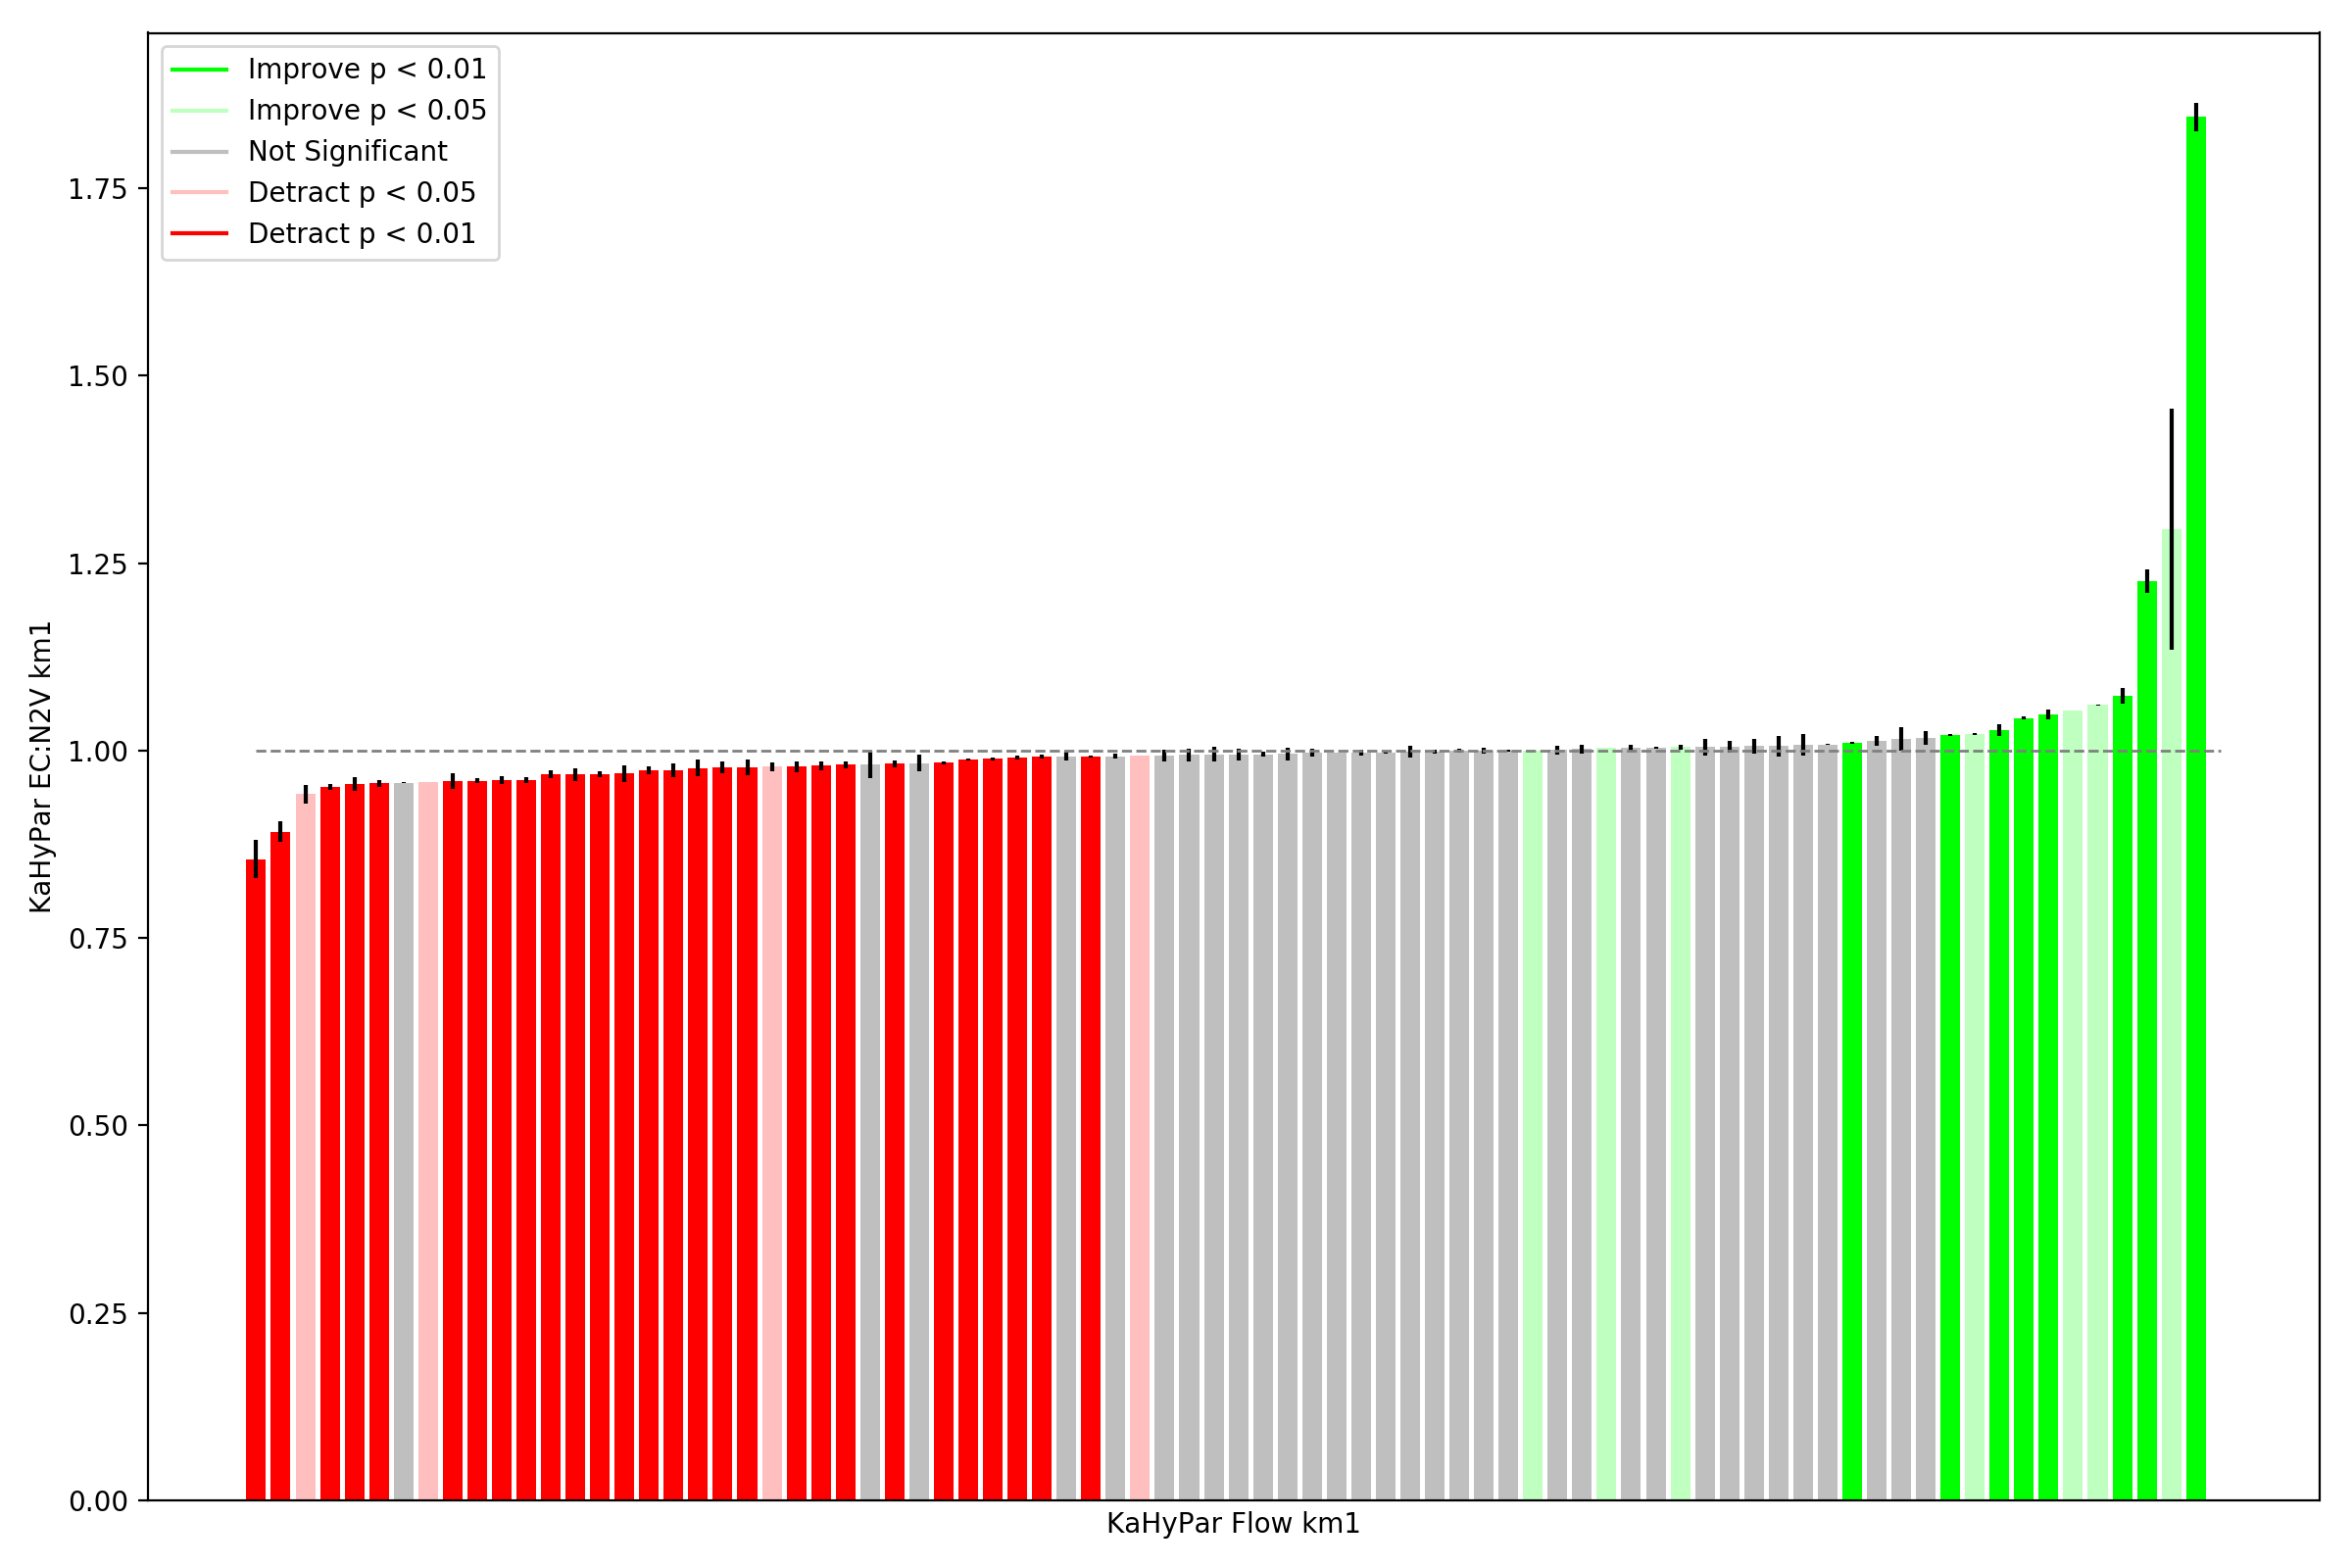 Improve p < 0.01
Improve p < 0.05
Not Significant
Detract p < 0.05
Detract p < 0.01
1.75
1.50
1.25
1.00
0.75
0.50
0.25
0.00
KaHyPar EC:N2V km1
KaHyPar Flow km1